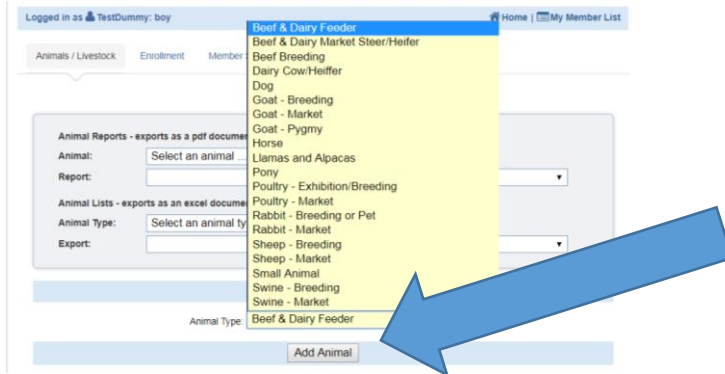 Logged in as TestDummy: boy
Home | My Member List
Animals / Livestock Enrollment Member
Beef & Dairy Feeder
Beef & Dairy Market Steer/Heifer
Beef Breeding
Dairy Cow/Heiffer
Dog
Goat - Breeding
Goat - Market
Goat - Pygmy
Horse
Llamas and Alpacas
Pony
Poultry - Exhibition/Breeding
Poultry - Market
Rabbit - Breeding or Pet
Rabbit - Market
Sheep - Breeding
Sheep - Market
Small Animal
Swine - Breeding
Swine - Market
Animal Reports - exports as a pdf docume
Animal: Select an animal ...
Report:
Animal Lists - exports as an excel docume
Animal Type: Select an animal ty
Export:
Animal Type: Beef & Dairy Feeder
Add Animal